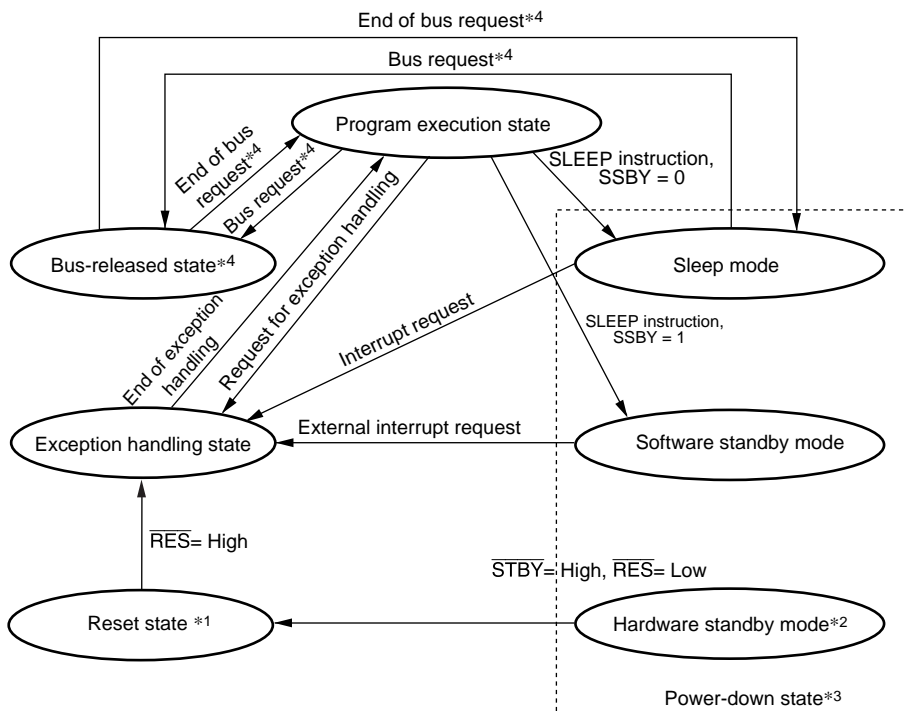 End of bus request*4
Bus request*4
Program execution state
End of bus
request*4
Bus request*4
SLEEP instruction,
SSBY = 0
Bus-released state*4
Sleep mode
End of exception
handling
Request for exception handling
Interrupt request
SLEEP instruction,
SSBY = 1
Exception handling state
External interrupt request
Software standby mode
RES= High
STBY= High, RES= Low
Reset state *1
Hardware standby mode*2
Power-down state*3